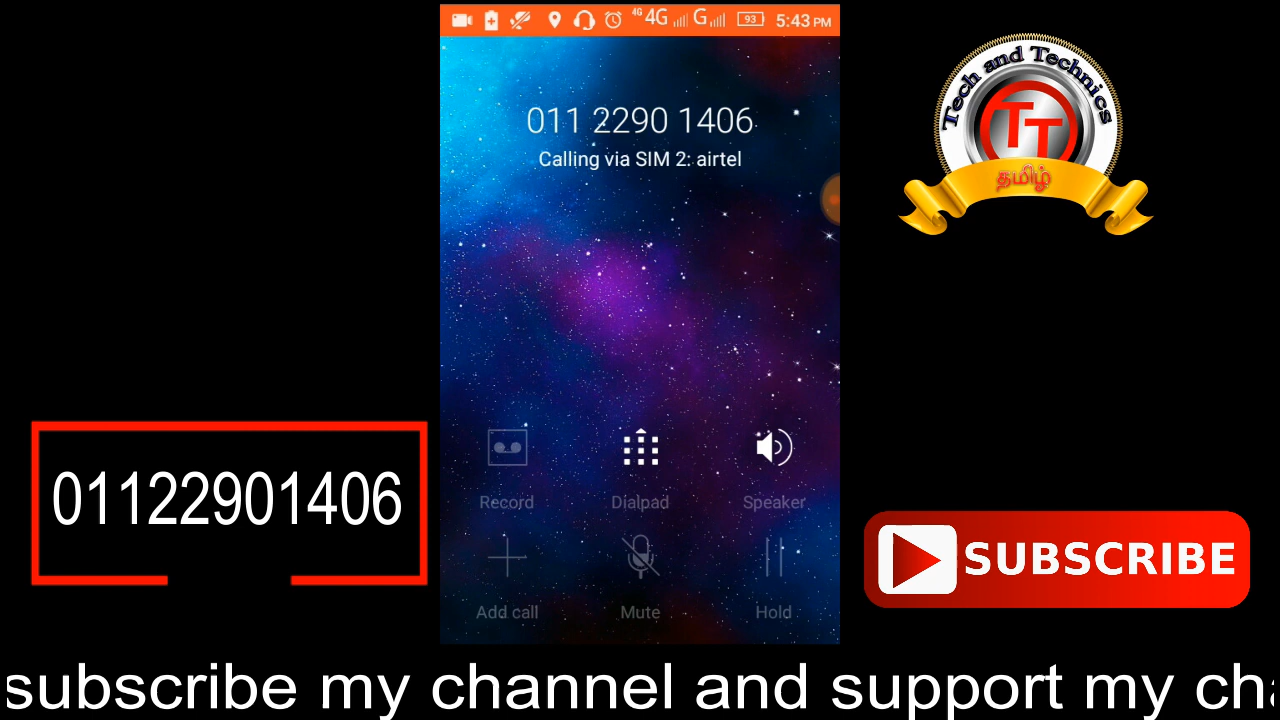 4G 4G G 93 5:43 PM
011 2290 1406
Calling via SIM 2: airtel
Tech and Technics
TT
தமிழ்
01122901406
Record Dialpad Speaker
SUBSCRIBE
Add call Mute Hold
subscribe my channel and support my cha